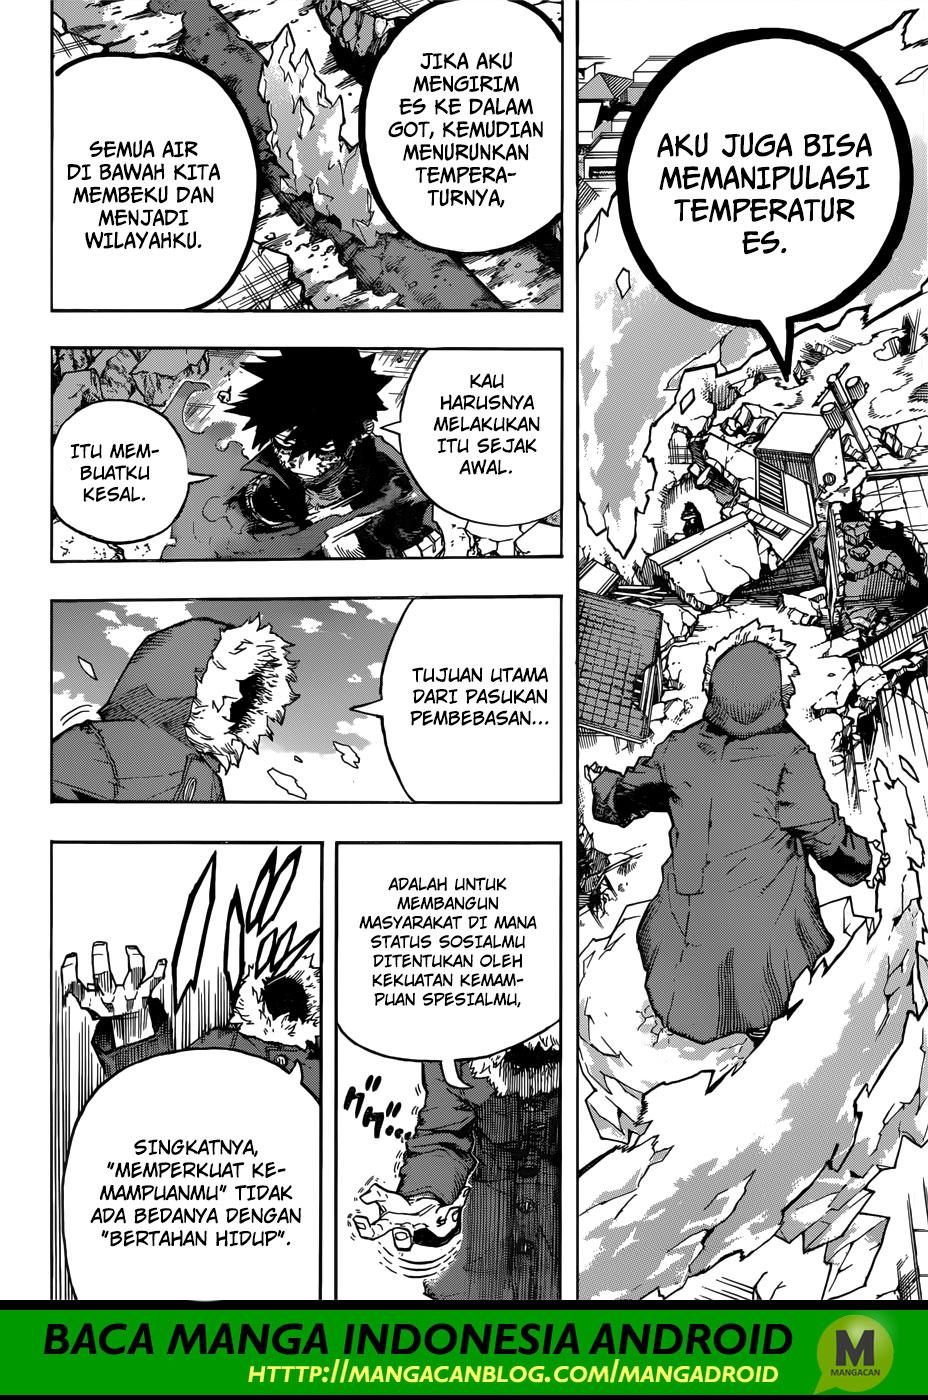 AKU JUGA BISA
MEMANIPULASI
TEMPERATUR
ES.
JIKA AKU
MENGIRIM
ES KE DALAM
GOT, KEMUDIAN
MENURUNKAN
TEMPERA-
TURNYA,
SEMUA AIR
DI BAWAH KITA
MEMBEKU DAN
MENJADI
WILAYAHKU.
KAU
HARUSNYA
MELAKUKAN
ITU SEJAK
AWAL.
ITU MEM-
BUATKU
KESAL.
TUJUAN UTAMA
DARI PASUKAN
PEMBEBASAN...
ADALAH UNTUK
MEMBANGUN
MASYARAKAT DI MANA
STATUS SOSIALMU
DITENTUKAN OLEH
KEKUATAN KEMAM-
PUAN SPESIALMU,
SINGKATNYA,
"MEMPERKUAT KE-
MAMPUANMU" TIDAK
ADA BEDANYA DENGAN
"BERTAHAN HIDUP".
BACA MANGA INDONESIA ANDROID
HTTTP://MANGACANBLOG.COM/MANGADROID
M
MANGACAN